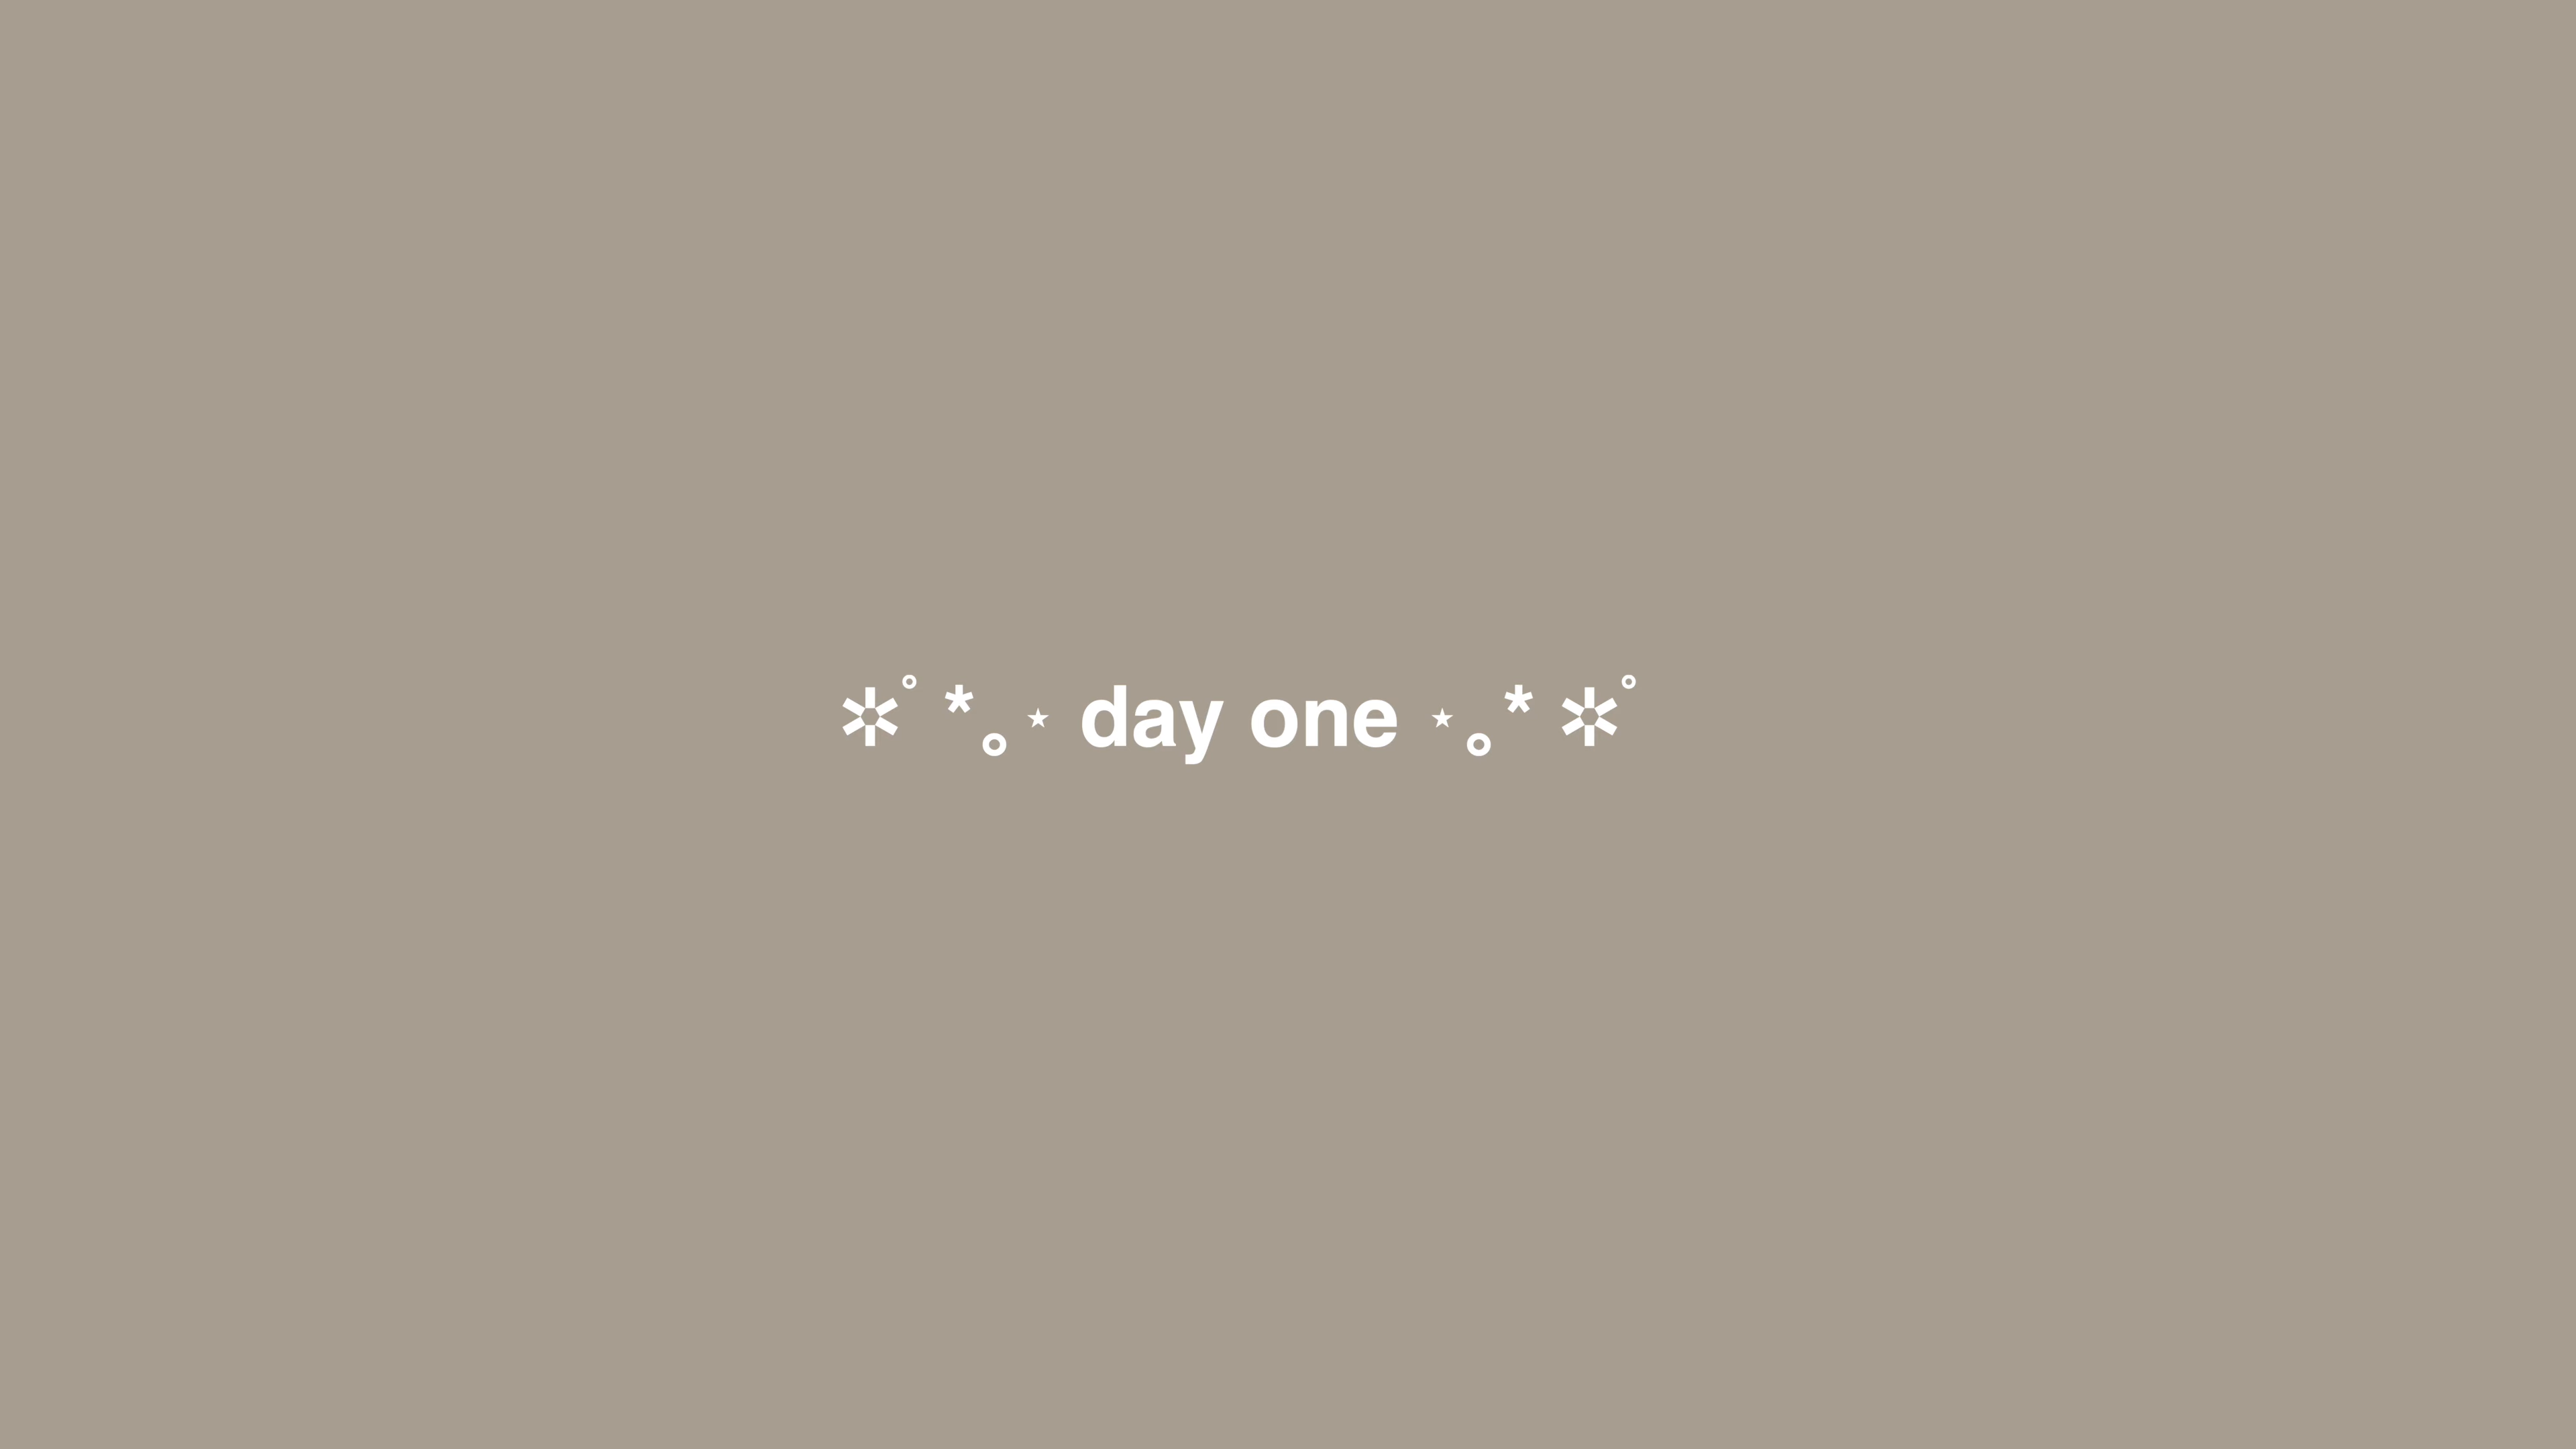 ✲ﾟ *｡⋆ day one ⋆｡* ✲ﾟ